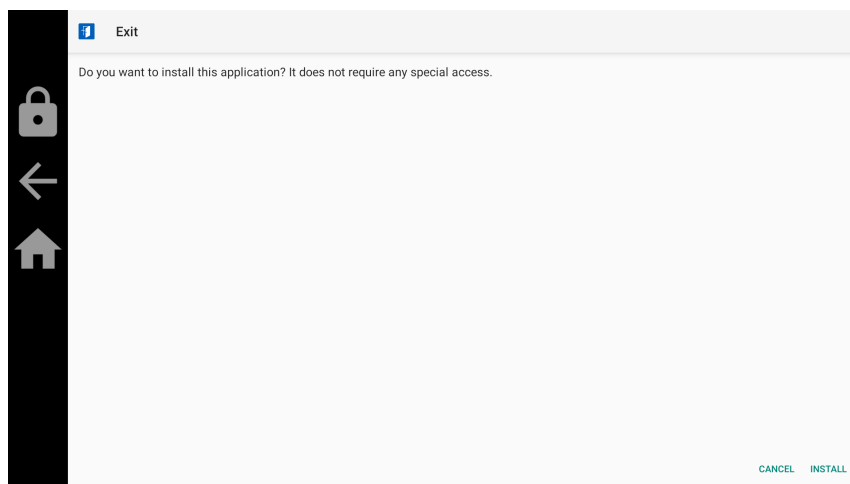 Exit
Do you want to install this application? It does not require any special access.
CANCEL INSTALL